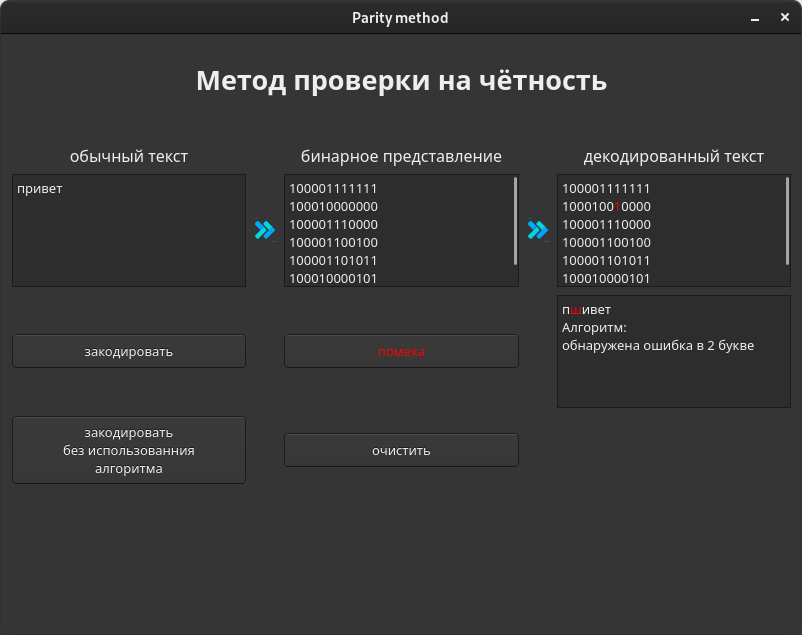 Parity method
Метод проверки на чётность
обычный текст
бинарное представление
декодированный текст
привет
100001111111
100010000000
100001110000
100001100100
100001101011
100010000101
100001111111
100010010000
100001110000
100001100100
100001101011
100010000101
пшивет
Алгоритм:
обнаружена ошибка в 2 букве
закодировать
помеха
закодировать
без использованния
алгоритма
очистить